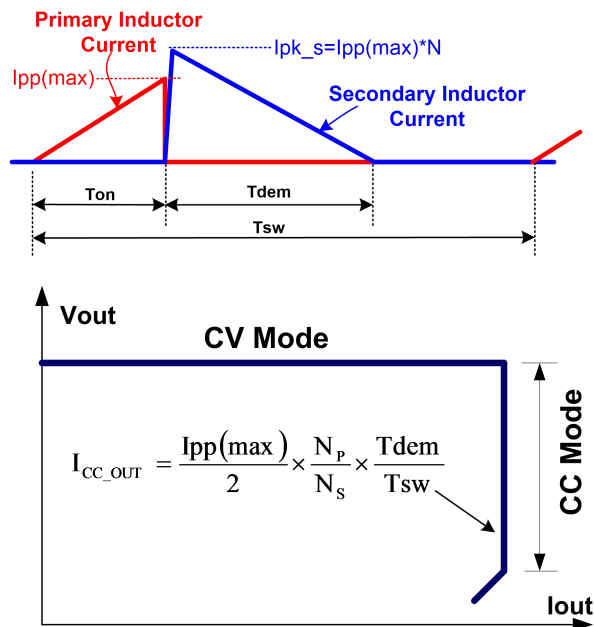 Primary Inductor
Current
Ipk_s=Ipp(max)*N
Ipp(max)
Secondary Inductor
Current
Ton
Tdem
Tsw
Vout
CV Mode
I_CC_OUT = Ipp(max)/2 × N_P/N_S × Tdem/Tsw
CC Mode
Iout